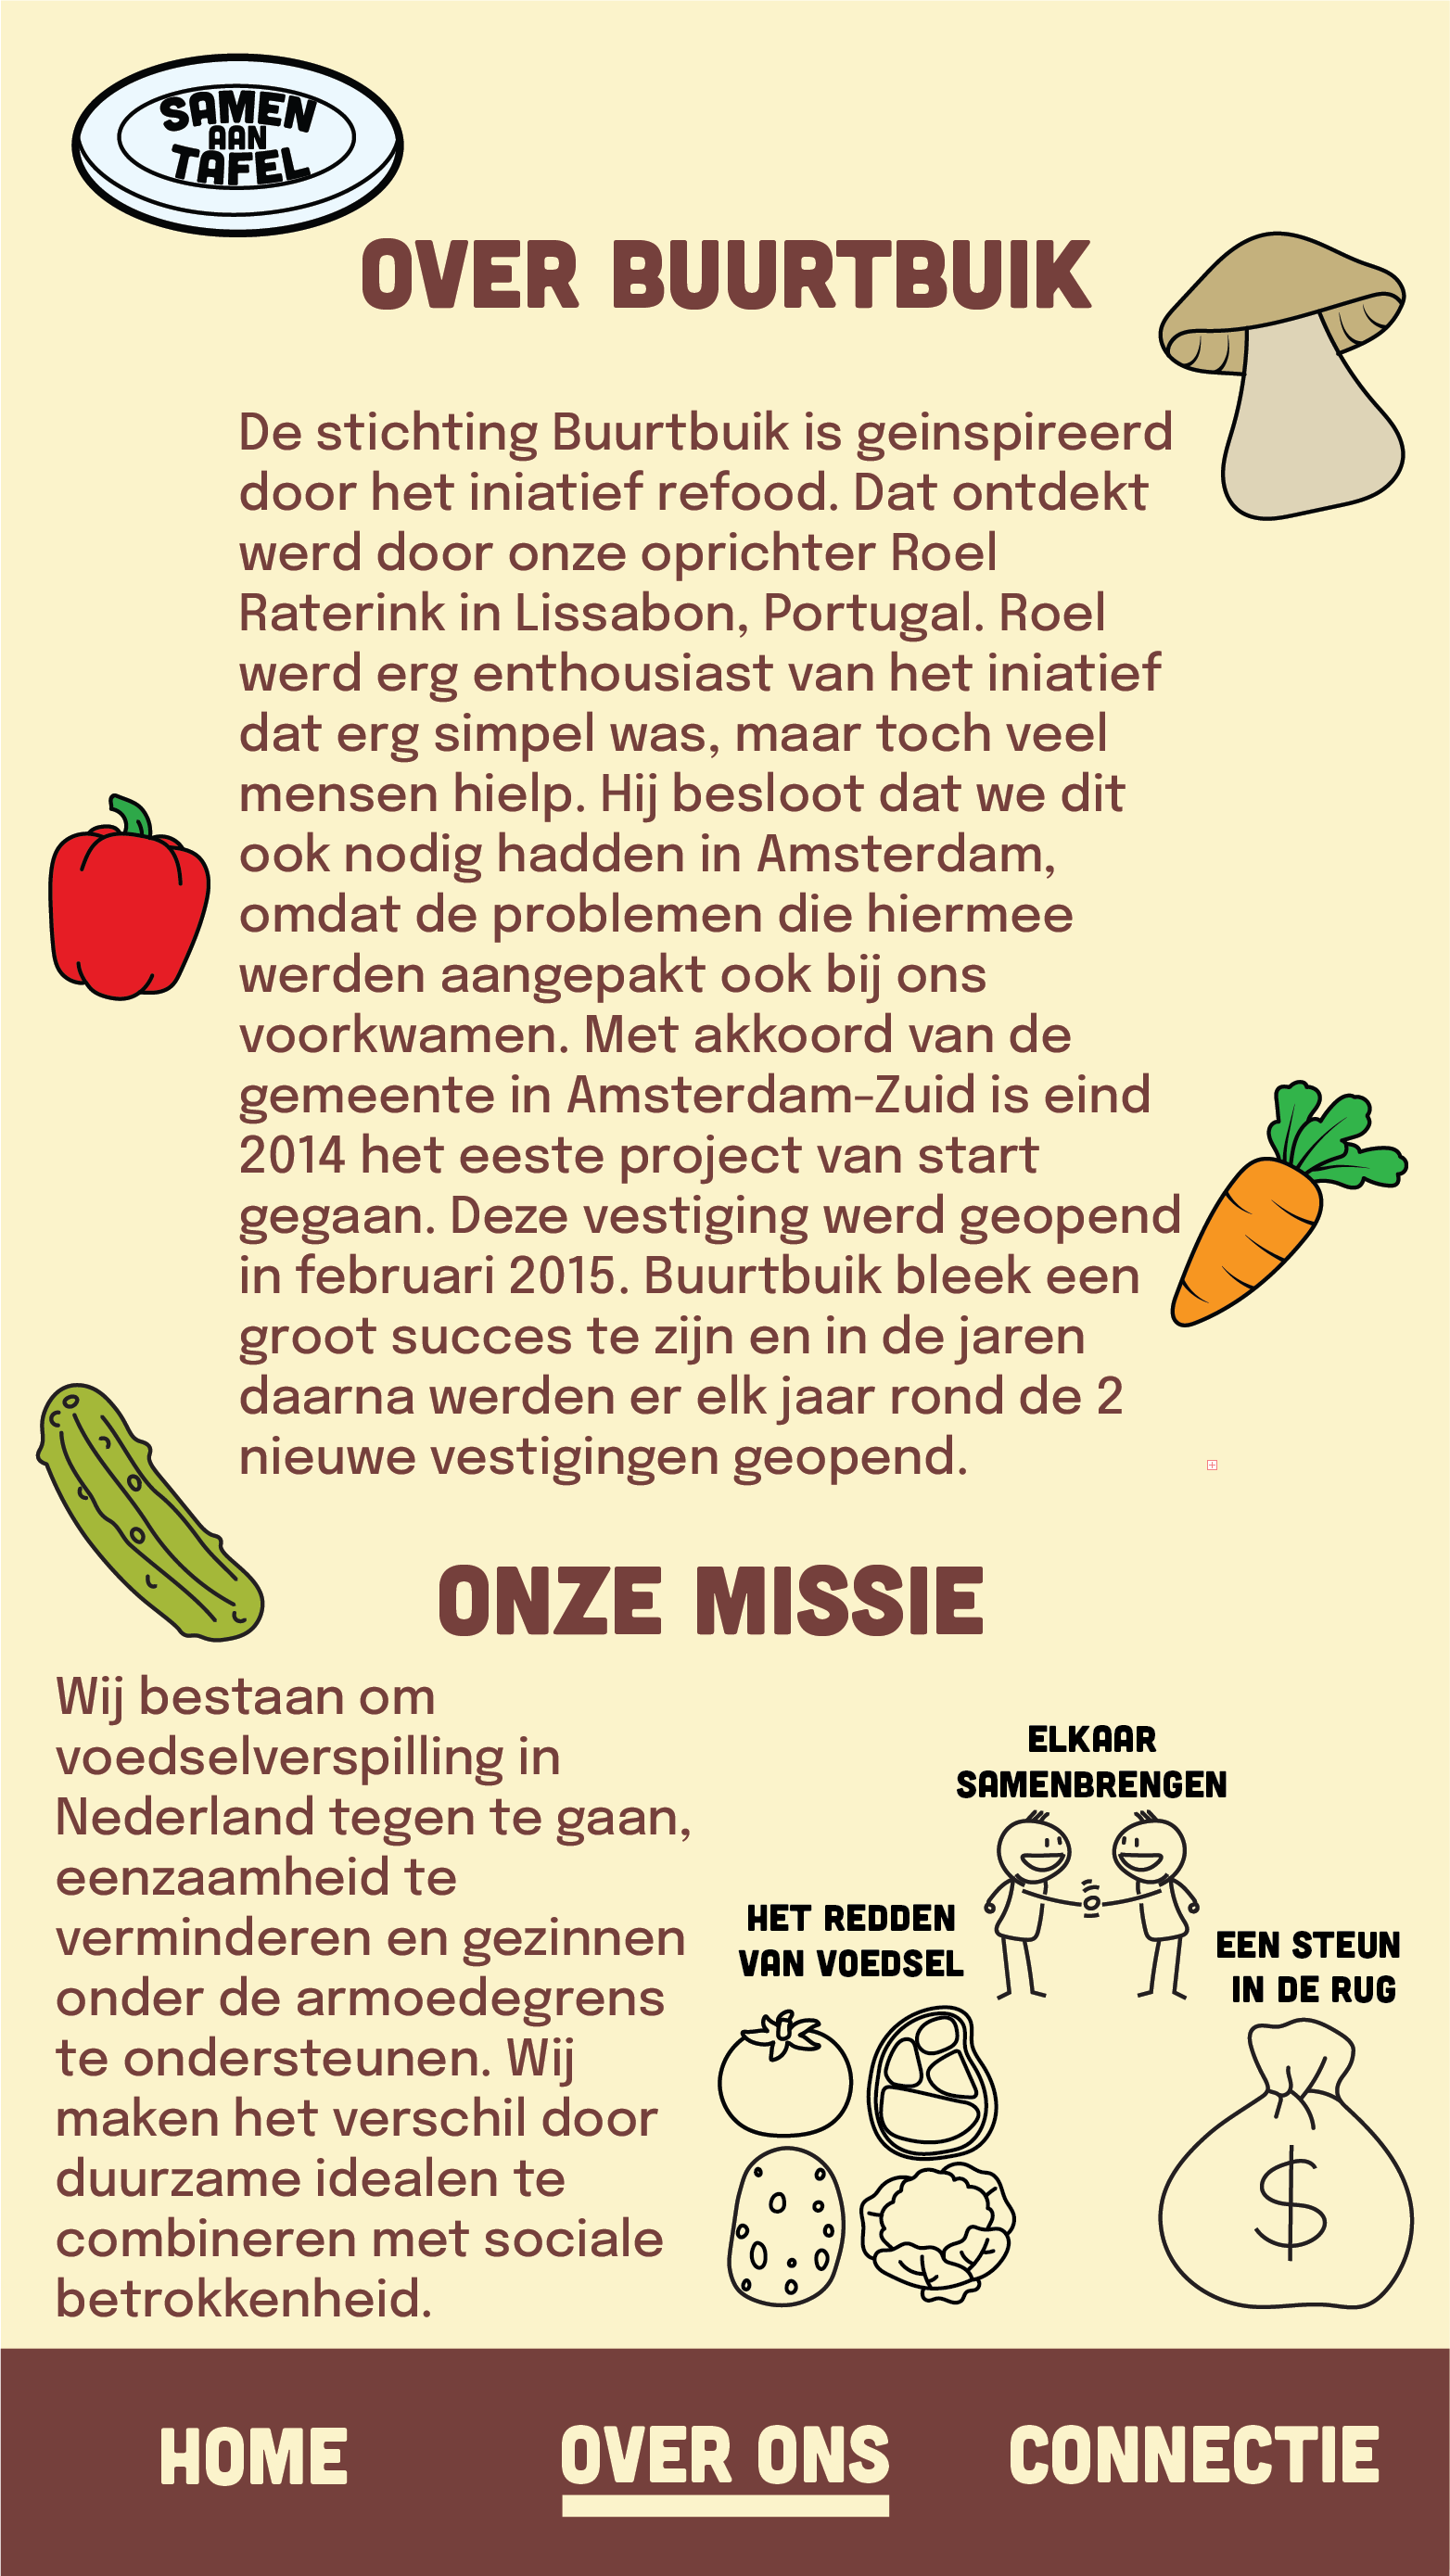 SAMEN
AAN
TAFEL
OVER BUURTBUIK
De stichting Buurtbuik is geinspireerd
door het iniatief refood. Dat ontdekt
werd door onze oprichter Roel
Raterink in Lissabon, Portugal. Roel
werd erg enthousiast van het iniatief
dat erg simpel was, maar toch veel
mensen hielp. Hij besloot dat we dit
ook nodig hadden in Amsterdam,
omdat de problemen die hiermee
werden aangepakt ook bij ons
voorkwamen. Met akkoord van de
gemeente in Amsterdam-Zuid is eind
2014 het eeste project van start
gegaan. Deze vestiging werd geopend
in februari 2015. Buurtbuik bleek een
groot succes te zijn en in de jaren
daarna werden er elk jaar rond de 2
nieuwe vestigingen geopend.
ONZE MISSIE
Wij bestaan om
voedselverspilling in
Nederland tegen te gaan,
eenzaamheid te
verminderen en gezinnen
onder de armoedegrens
te ondersteunen. Wij
maken het verschil door
duurzame idealen te
combineren met sociale
betrokkenheid.
ELKAAR
SAMENBRENGEN
HET REDDEN
VAN VOEDSEL
EEN STEUN
IN DE RUG
$
HOME
OVER ONS
CONNECTIE